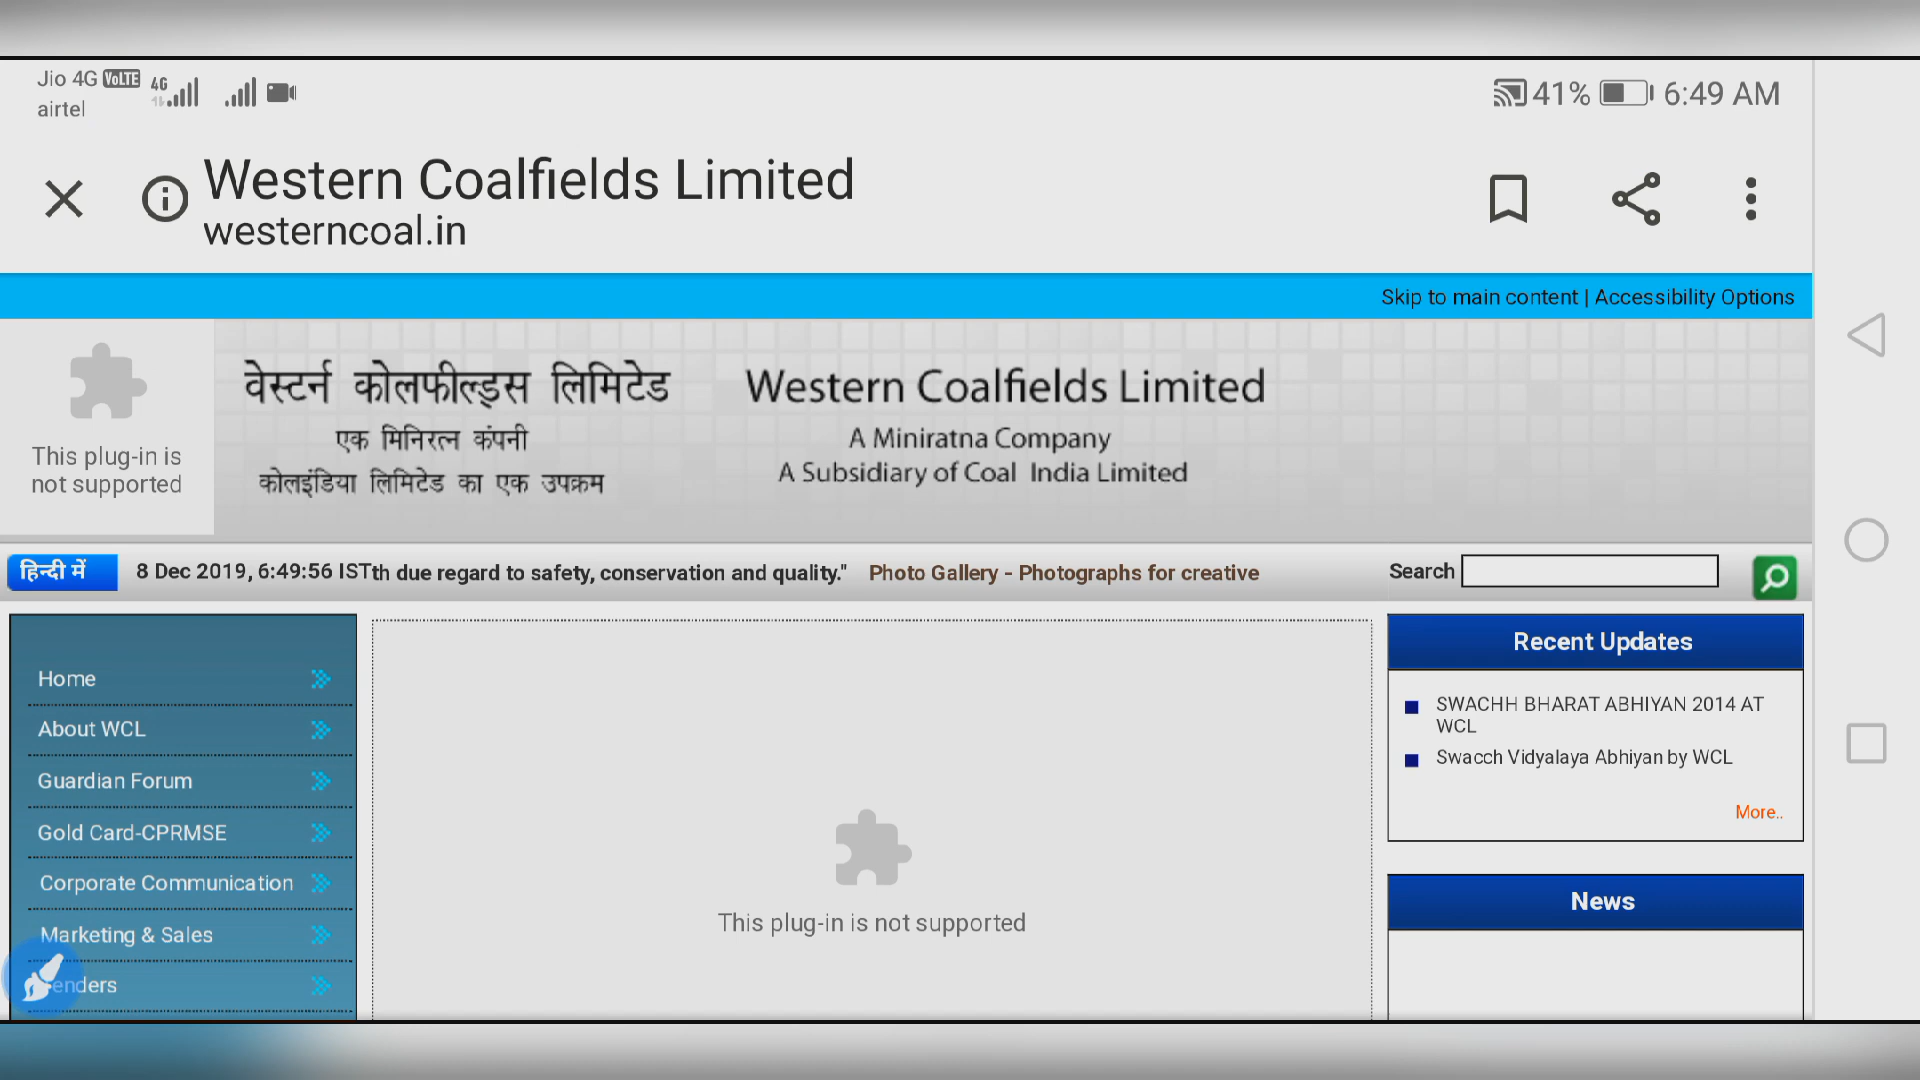 Jio 4G VoLTE
4G
airtel
41% 6:49 AM
Western Coalfields Limited
westerncoal.in
Skip to main content | Accessibility Options
This plug-in is
not supported
वेस्टर्न कोलफील्ड्स लिमिटेड
एक मिनिरत्न कंपनी
कोलइंडिया लिमिटेड का एक उपक्रम
Western Coalfields Limited
A Miniratna Company
A Subsidiary of Coal India Limited
हिन्दी में
8 Dec 2019, 6:49:56 IST
th due regard to safety, conservation and quality." Photo Gallery - Photographs for creative
Search
Home
About WCL
Guardian Forum
Gold Card-CPRMSE
Corporate Communication
Marketing & Sales
enders
This plug-in is not supported
Recent Updates
SWACHH BHARAT ABHIYAN 2014 AT
WCL
Swacch Vidyalaya Abhiyan by WCL
More..
News